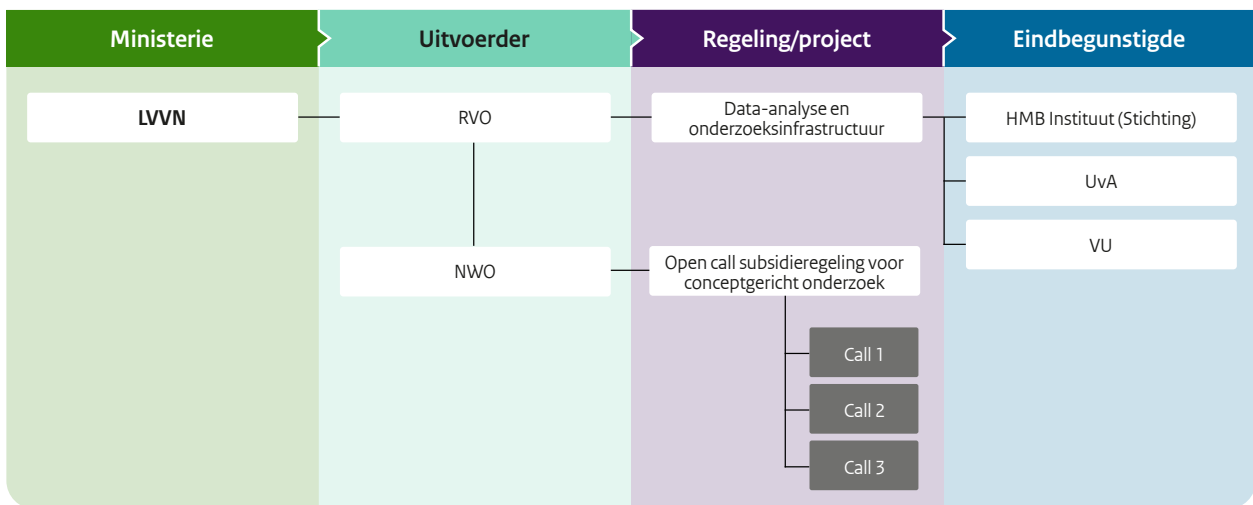 Ministerie
Uitvoerder
Regeling/project
Eindbegunstigde
LVVN
RVO
Data-analyse en
onderzoeksinfrastructuur
HMB Instituut (Stichting)
UvA
VU
NWO
Open call subsidieregeling voor
conceptgericht onderzoek
Call 1
Call 2
Call 3